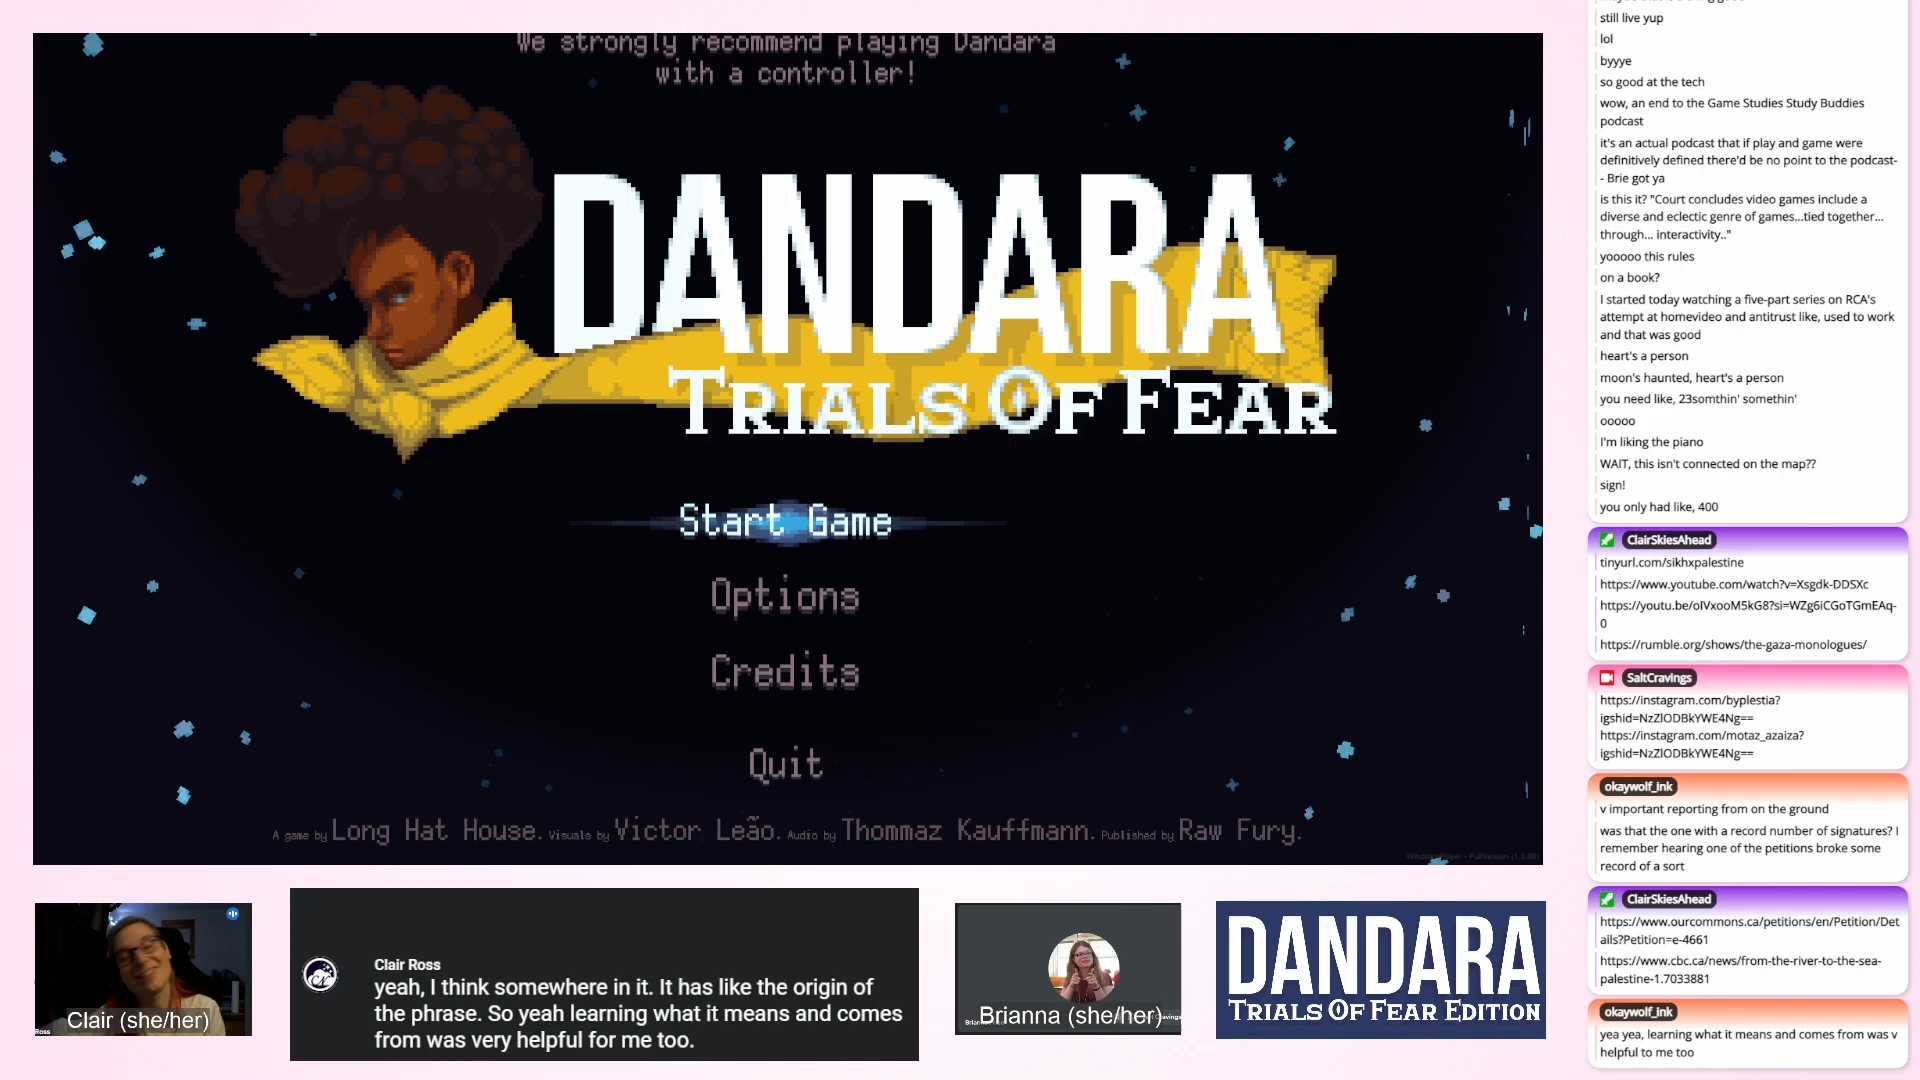 We strongly recommend playing Dandara
with a controller!
DANDARA
TRIALS OF FEAR
Start Game
Options
Credits
Quit
A game by Long Hat House. Visuals by Victor Leão. Audio by Thommaz Kauffmann. Published by Raw Fury.
Clair (she/her)
Ross
Clair Ross
yeah, I think somewhere in it. It has like the origin of
the phrase. So yeah learning what it means and comes
from was very helpful for me too.
Brianna (she/her)
DANDARA
TRIALS OF FEAR EDITION
still live yup
lol
byyye
so good at the tech
wow, an end to the Game Studies Study Buddies
podcast
it's an actual podcast that if play and game were
definitively defined there'd be no point to the podcast-
- Brie got ya
is this it? "Court concludes video games include a
diverse and eclectic genre of games...tied together...
through... interactivity.."
yooooo this rules
on a book?
I started today watching a five-part series on RCA's
attempt at homevideo and antitrust like, used to work
and that was good
heart's a person
moon's haunted, heart's a person
you need like, 23somthin' somethin'
ooooo
I'm liking the piano
WAIT, this isn't connected on the map??
sign!
you only had like, 400
ClairSkiesAhead
tinyurl.com/sikhxpalestine
https://www.youtube.com/watch?v=Xsgdk-DDSXc
https://youtu.be/oIVxooM5kG8?si=WZg6iCGoTGmEAq-
0
https://rumble.org/shows/the-gaza-monologues/
SaltCravings
https://instagram.com/byplestia?
igshid=NzZlODBkYWE4Ng==
https://instagram.com/motaz_azaiza?
igshid=NzZlODBkYWE4Ng==
okaywolf_ink
v important reporting from on the ground
was that the one with a record number of signatures? I
remember hearing one of the petitions broke some
record of a sort
ClairSkiesAhead
https://www.ourcommons.ca/petitions/en/Petition/Det
ails?Petition=e-4661
https://www.cbc.ca/news/from-the-river-to-the-sea-
palestine-1.7033881
okaywolf_ink
yea yea, learning what it means and comes from was v
helpful to me too